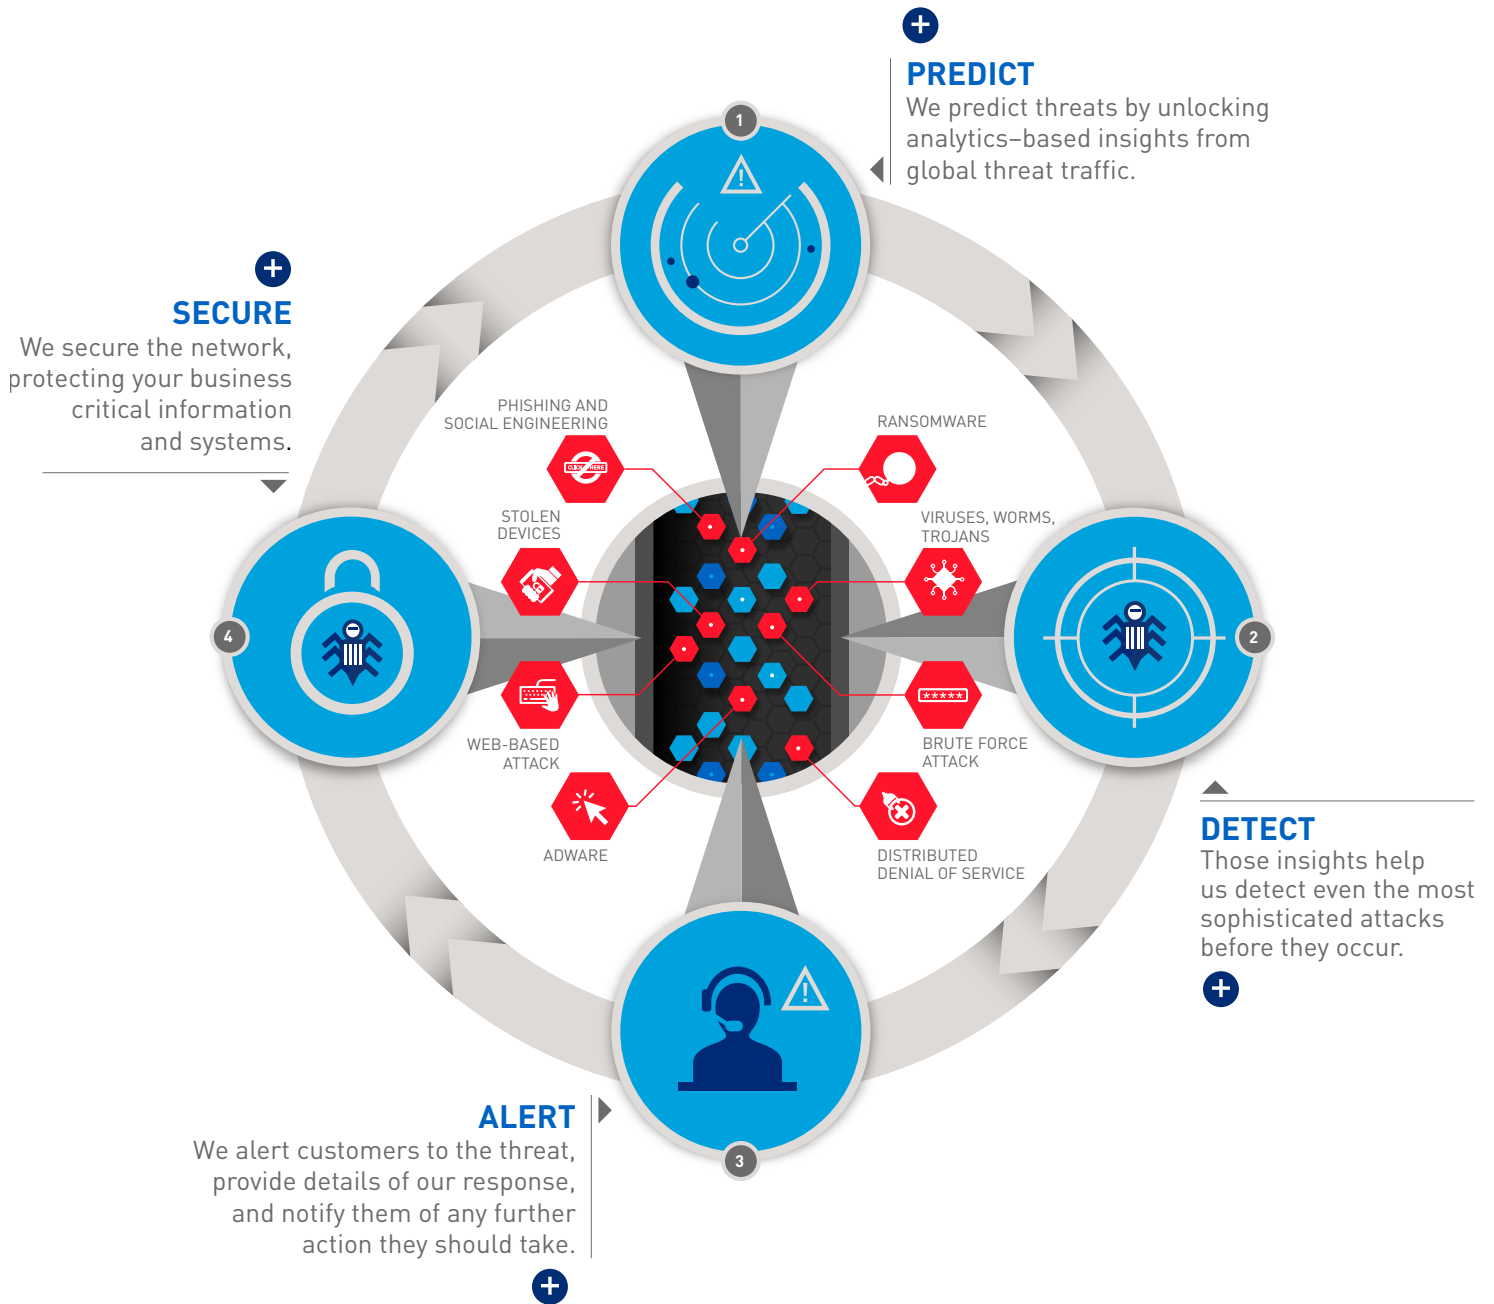 PREDICT
We predict threats by unlocking
analytics–based insights from
global threat traffic.
1
SECURE
We secure the network,
protecting your business
critical information
and systems.
PHISHING AND
SOCIAL ENGINEERING
CLICK HERE
RANSOMWARE
STOLEN
DEVICES
VIRUSES, WORMS,
TROJANS
4
2
WEB-BASED
ATTACK
*****
BRUTE FORCE
ATTACK
ADWARE
DISTRIBUTED
DENIAL OF SERVICE
DETECT
Those insights help
us detect even the most
sophisticated attacks
before they occur.
3
ALERT
We alert customers to the threat,
provide details of our response,
and notify them of any further
action they should take.